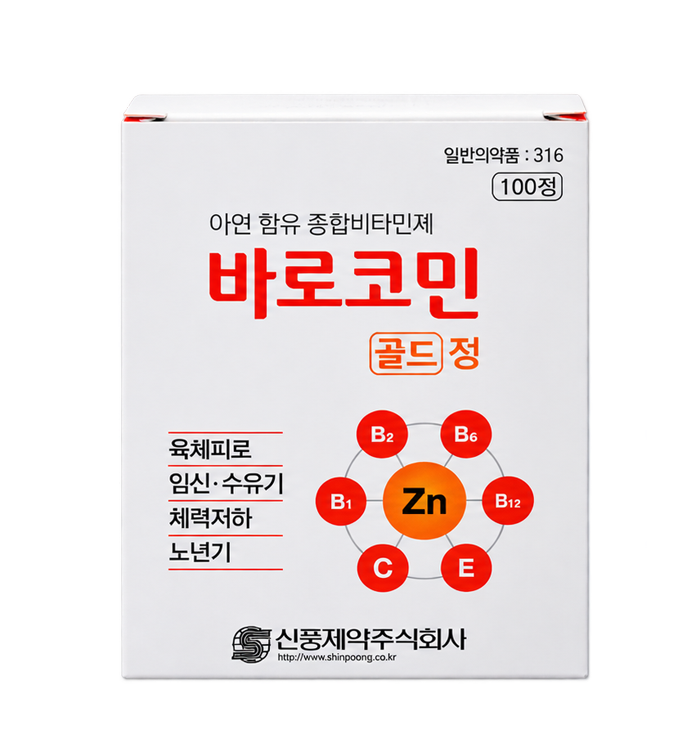 일반의약품 : 316
100정
아연 함유 종합비타민제
바로코민
골드 정
육체피로
임신·수유기
체력저하
노년기
B2
B6
B1
Zn
B12
C
E
신풍제약주식회사
http://www.shinpoong.co.kr